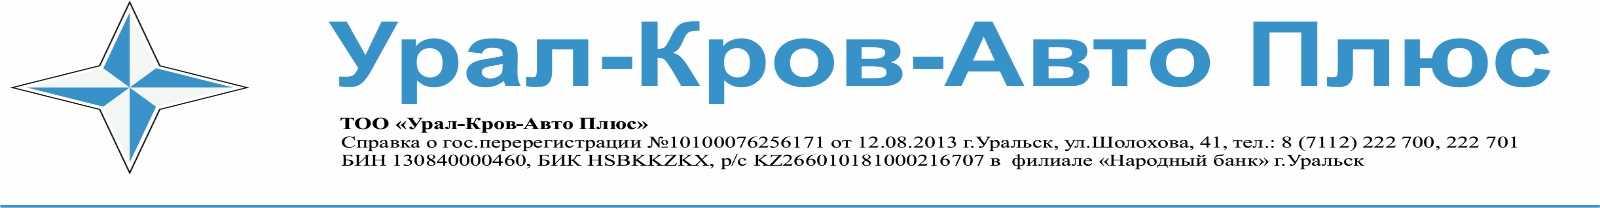 Урал-Кров-Авто Плюс
ТОО «Урал-Кров-Авто Плюс»
Справка о гос.перерегистрации №10100076256171 от 12.08.2013 г.Уральск, ул.Шолохова, 41, тел.: 8 (7112) 222 700, 222 701
БИН 130840000460, БИК HSBKKZKX, р/с KZ266010181000216707 в филиале «Народный банк» г.Уральск